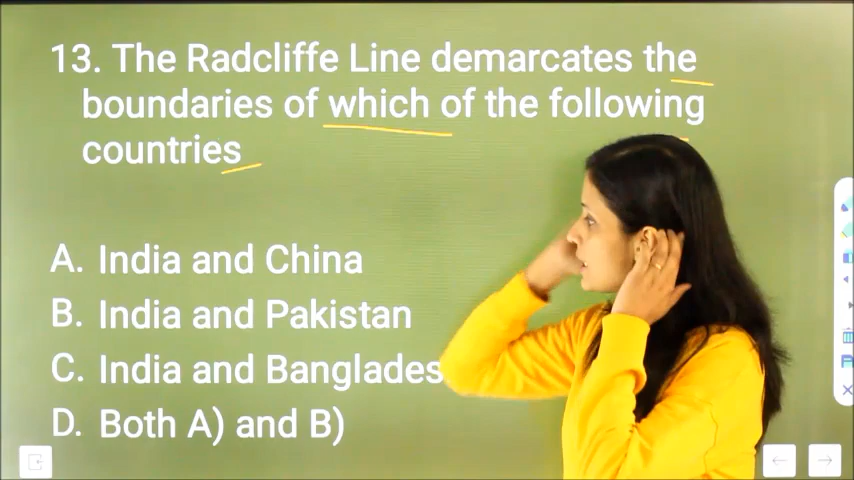 13. The Radcliffe Line demarcates the
boundaries of which of the following
countries
A. India and China
B. India and Pakistan
C. India and Banglades
D. Both A) and B)